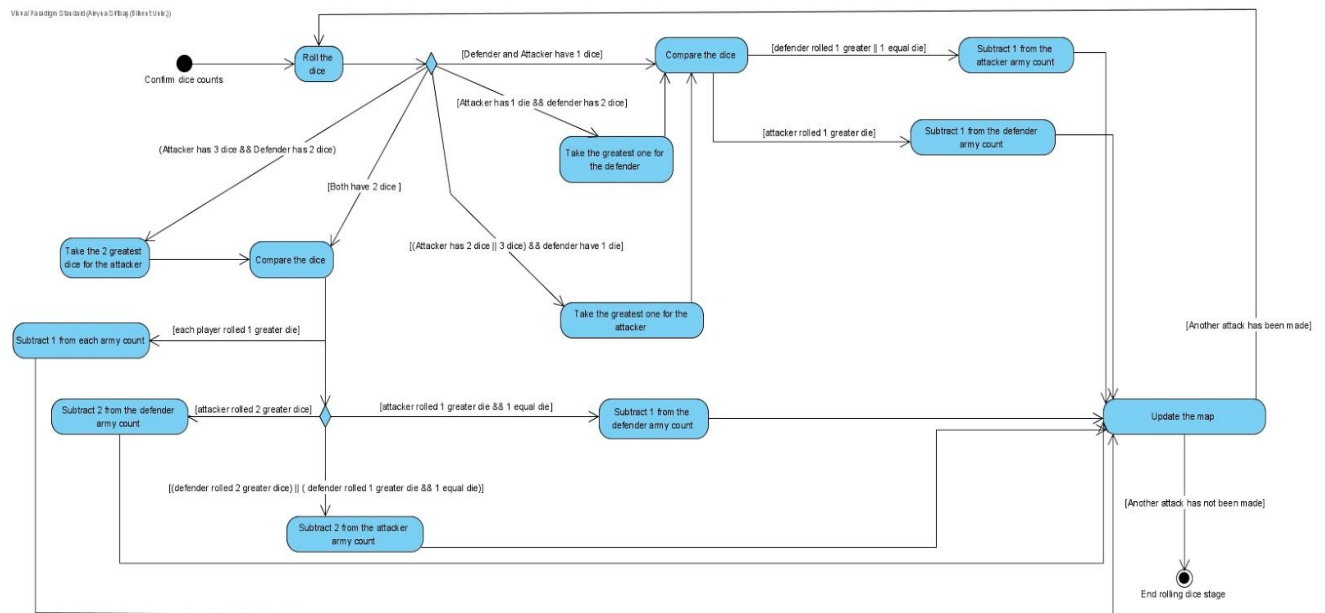 Visual Paradigm Standard
Roll the
dice
Confirm dice counts
[Defender and Attacker have 1 dice]
Compare the dice
[defender rolled 1 greater || 1 equal die]
Subtract 1 from the
attacker army count
[Attacker has 1 die && defender has 2 dice]
[attacker rolled 1 greater die]
Subtract 1 from the defender
army count
Take the greatest one for
the defender
(Attacker has 3 dice && Defender has 2 dice)
[Both have 2 dice ]
[(Attacker has 2 dice || 3 dice) && defender have 1 die]
Take the 2 greatest
dice for the attacker
Compare the dice
Take the greatest one for the
attacker
[each player rolled 1 greater die]
Subtract 1 from each army count
[Another attack has been made]
Subtract 2 from the defender
army count
[attacker rolled 2 greater dice]
[attacker rolled 1 greater die && 1 equal die]
Subtract 1 from the
defender army count
Update the map
[(defender rolled 2 greater dice) || ( defender rolled 1 greater die && 1 equal die)]
Subtract 2 from the attacker
army count
[Another attack has not been made]
End rolling dice stage